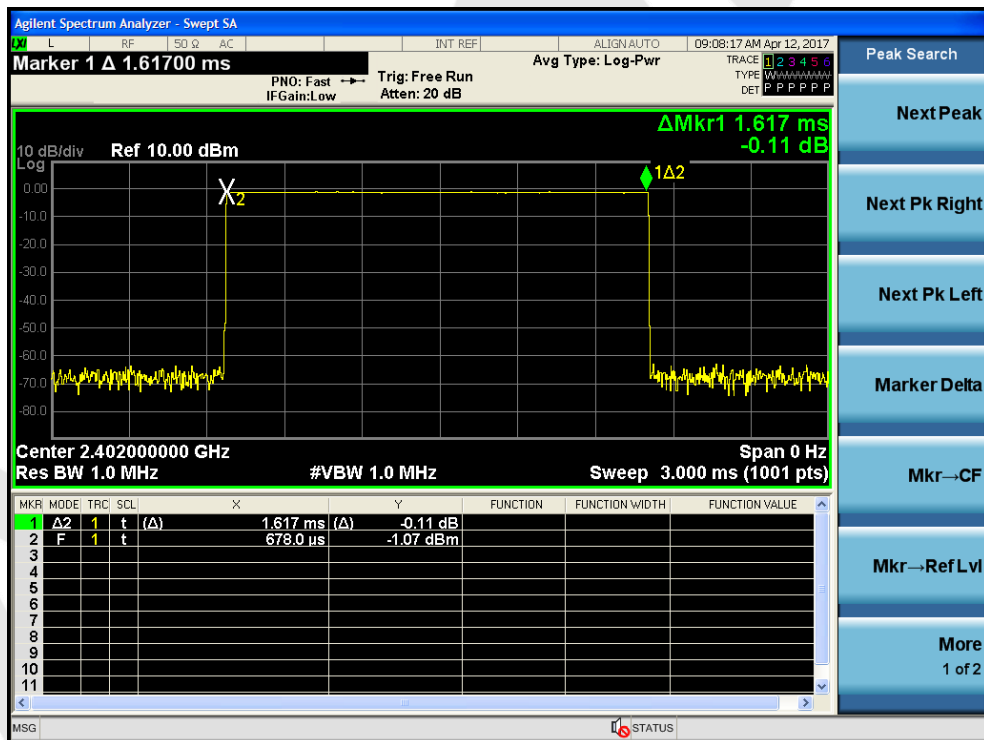 Agilent Spectrum Analyzer - Swept SA
LXI L RF 50 Ω AC INT REF ALIGN AUTO 09:08:17 AM Apr 12, 2017
Marker 1 Δ 1.61700 ms
PNO: Fast
IFGain:Low
Trig: Free Run
Atten: 20 dB
Avg Type: Log-Pwr
TRACE 1 2 3 4 5 6
TYPE WWWWWW
DET P P P P P P
Peak Search
Next Peak
Next Pk Right
Next Pk Left
Marker Delta
Mkr→CF
Mkr→Ref Lvl
More
1 of 2
ΔMkr1 1.617 ms
-0.11 dB
10 dB/div Ref 10.00 dBm
Log
0.00
-10.0
-20.0
-30.0
-40.0
-50.0
-60.0
-70.0
-80.0
2
1Δ2
Center 2.402000000 GHz Span 0 Hz
Res BW 1.0 MHz #VBW 1.0 MHz Sweep 3.000 ms (1001 pts)
MKR MODE TRC SCL X Y FUNCTION FUNCTION WIDTH FUNCTION VALUE
1 Δ2 1 t (Δ) 1.617 ms (Δ) -0.11 dB
2 F 1 t 678.0 µs -1.07 dBm
3
4
5
6
7
8
9
10
11
MSG STATUS